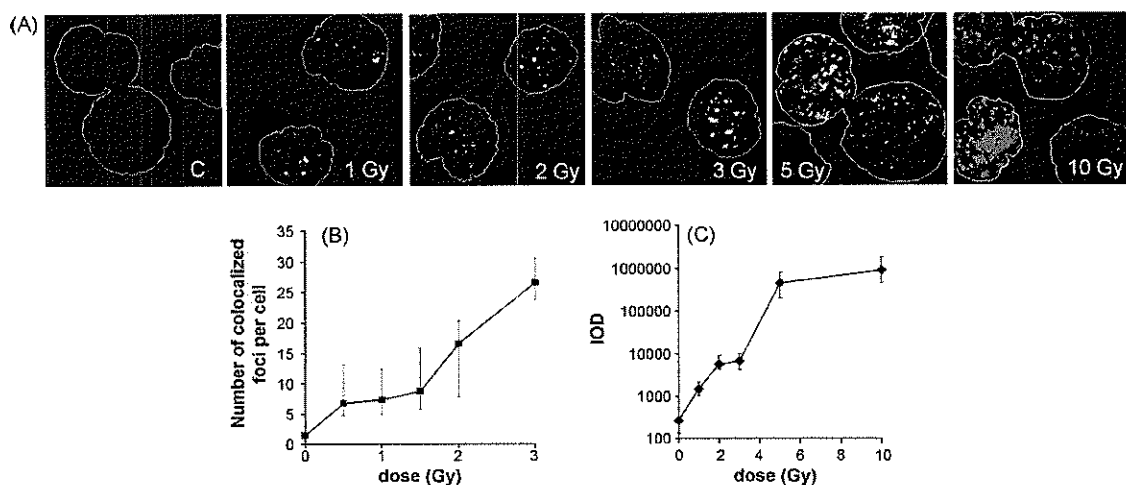 (A)
C
1 Gy
2 Gy
3 Gy
5 Gy
10 Gy
(B)
Number of colocalized
foci per cell
35
30
25
20
15
10
5
0
0
1
2
3
dose (Gy)
(C)
IOD
10000000
1000000
100000
10000
1000
100
0
2
4
6
8
10
dose (Gy)